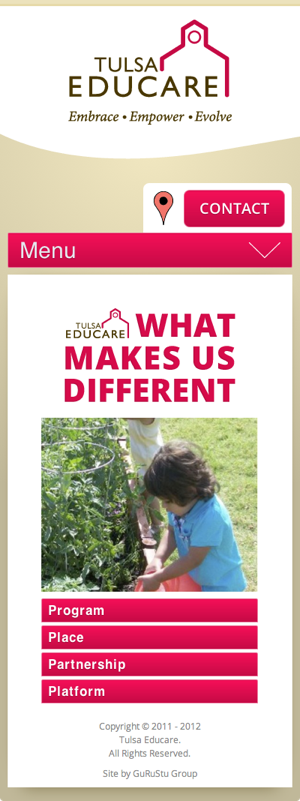 TULSA
EDUCARE
Embrace • Empower • Evolve
CONTACT
Menu
TULSA
EDUCARE WHAT
MAKES US
DIFFERENT
Program
Place
Partnership
Platform
Copyright © 2011 - 2012
Tulsa Educare.
All Rights Reserved.
Site by GuRuStu Group